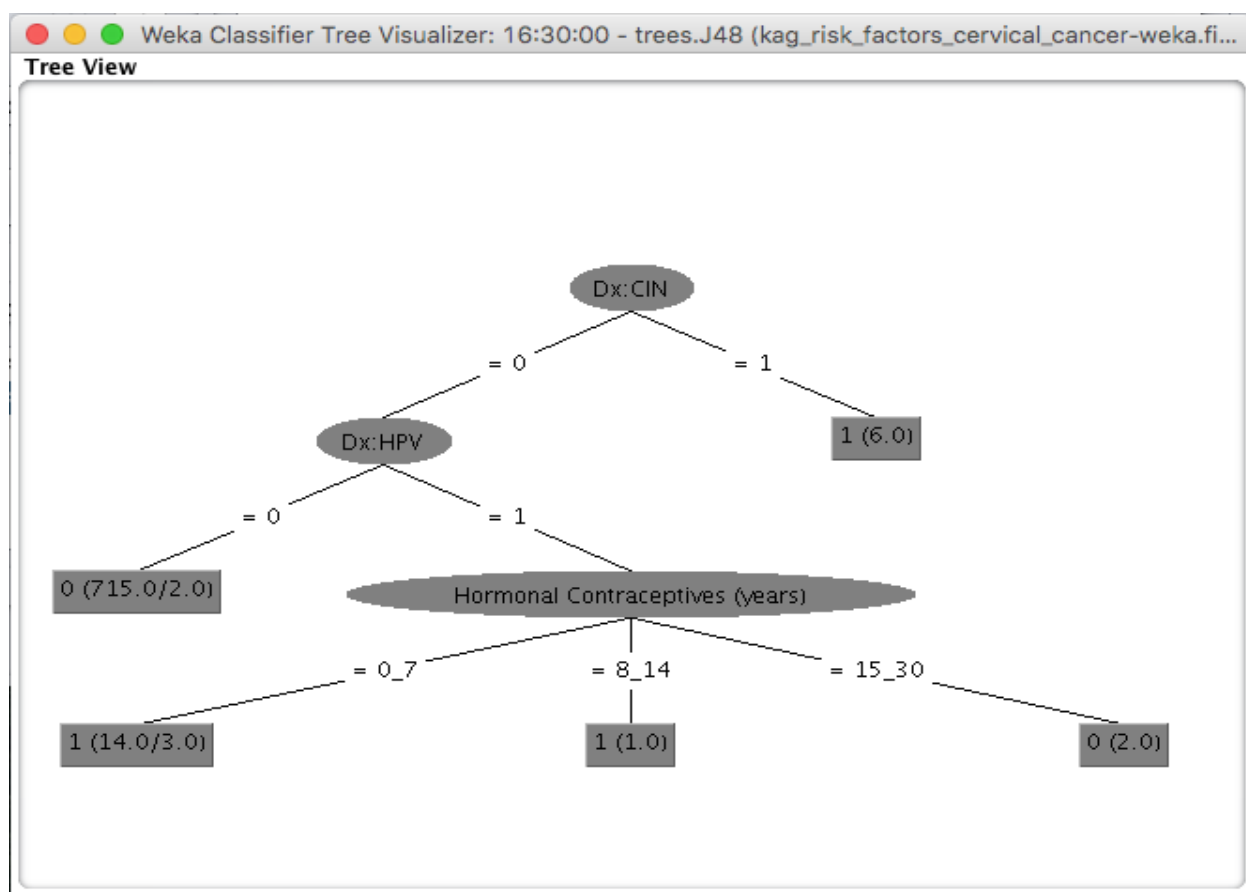 Weka Classifier Tree Visualizer: 16:30:00 - trees.J48 (kag_risk_factors_cervical_cancer-weka.fi...
Tree View
Dx:CIN
= 0 = 1
Dx:HPV 1 (6.0)
= 0 = 1
0 (715.0/2.0) Hormonal Contraceptives (years)
= 0_7 = 8_14 = 15_30
1 (14.0/3.0) 1 (1.0) 0 (2.0)